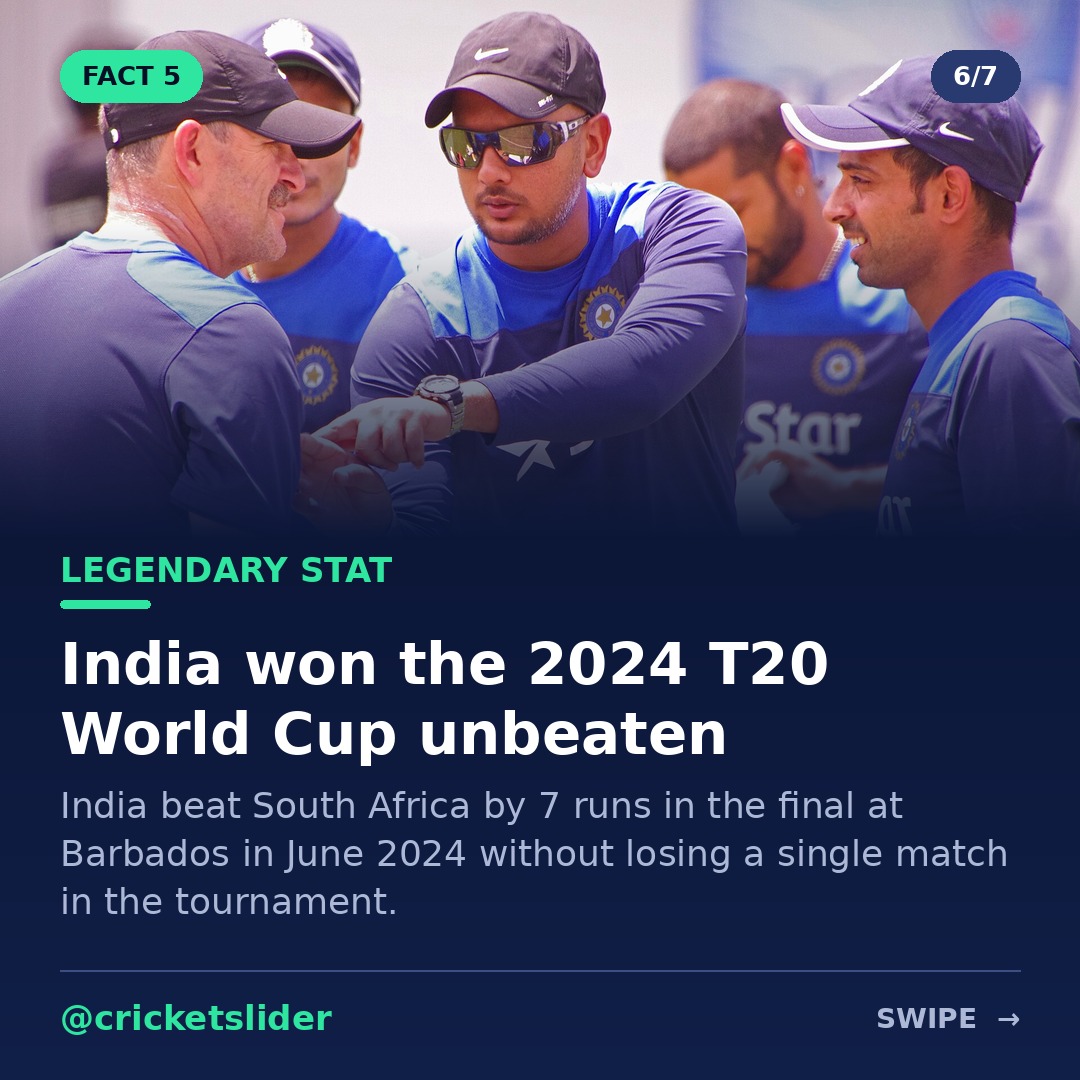 FACT 5
6/7
Star
LEGENDARY STAT
India won the 2024 T20
World Cup unbeaten
India beat South Africa by 7 runs in the final at
Barbados in June 2024 without losing a single match
in the tournament.
@cricketslider
SWIPE →